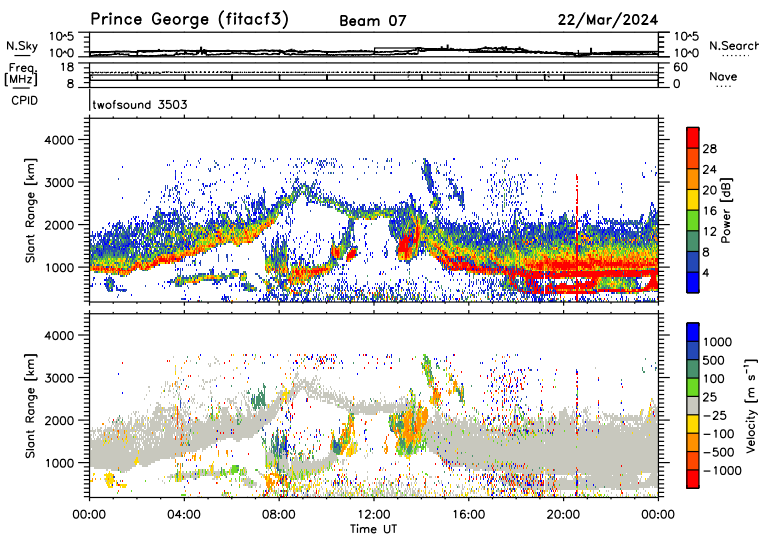 Prince George (fitacf3) Beam 07 22/Mar/2024
N.Sky 10^5 10^0 10^5 10^0 N.Search
Freq [MHz] 18 8 60 0 Nave
CPID twofsound 3503
Slant Range [km] 4000 3000 2000 1000
Power [dB] 28 24 20 16 12 8 4
Slant Range [km] 4000 3000 2000 1000
Velocity [m s⁻¹] 1000 500 100 25 −25 −100 −500 −1000
00:00 04:00 08:00 12:00 16:00 20:00 00:00
Time UT